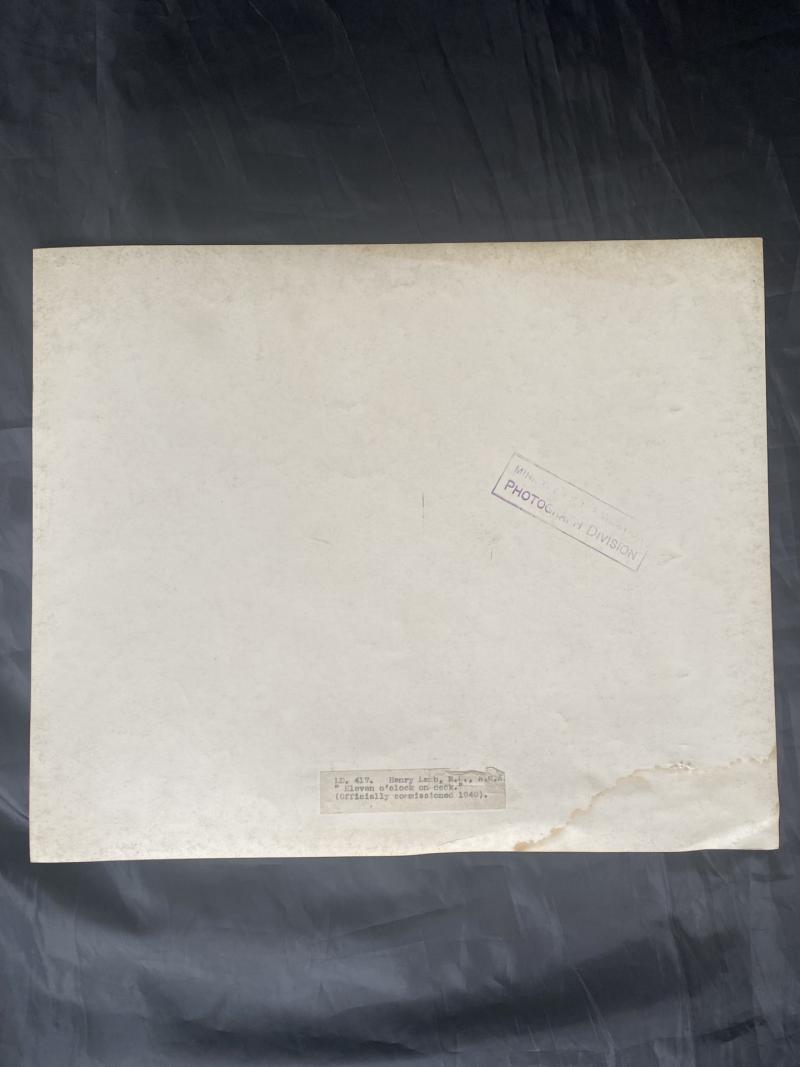 PHOTOGRAPH DIVISION
LD. 417. Henry Lamb, A.R.A.
" Eleven o'clock on deck."
(Officially commissioned 1940).